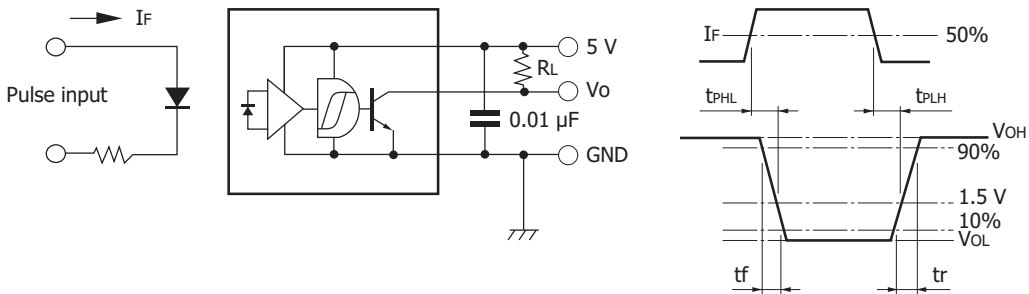 IF
5 V
RL
Vo
Pulse input
0.01 µF
GND
IF
50%
tPHL
tPLH
VOH
90%
1.5 V
10%
VOL
tf
tr